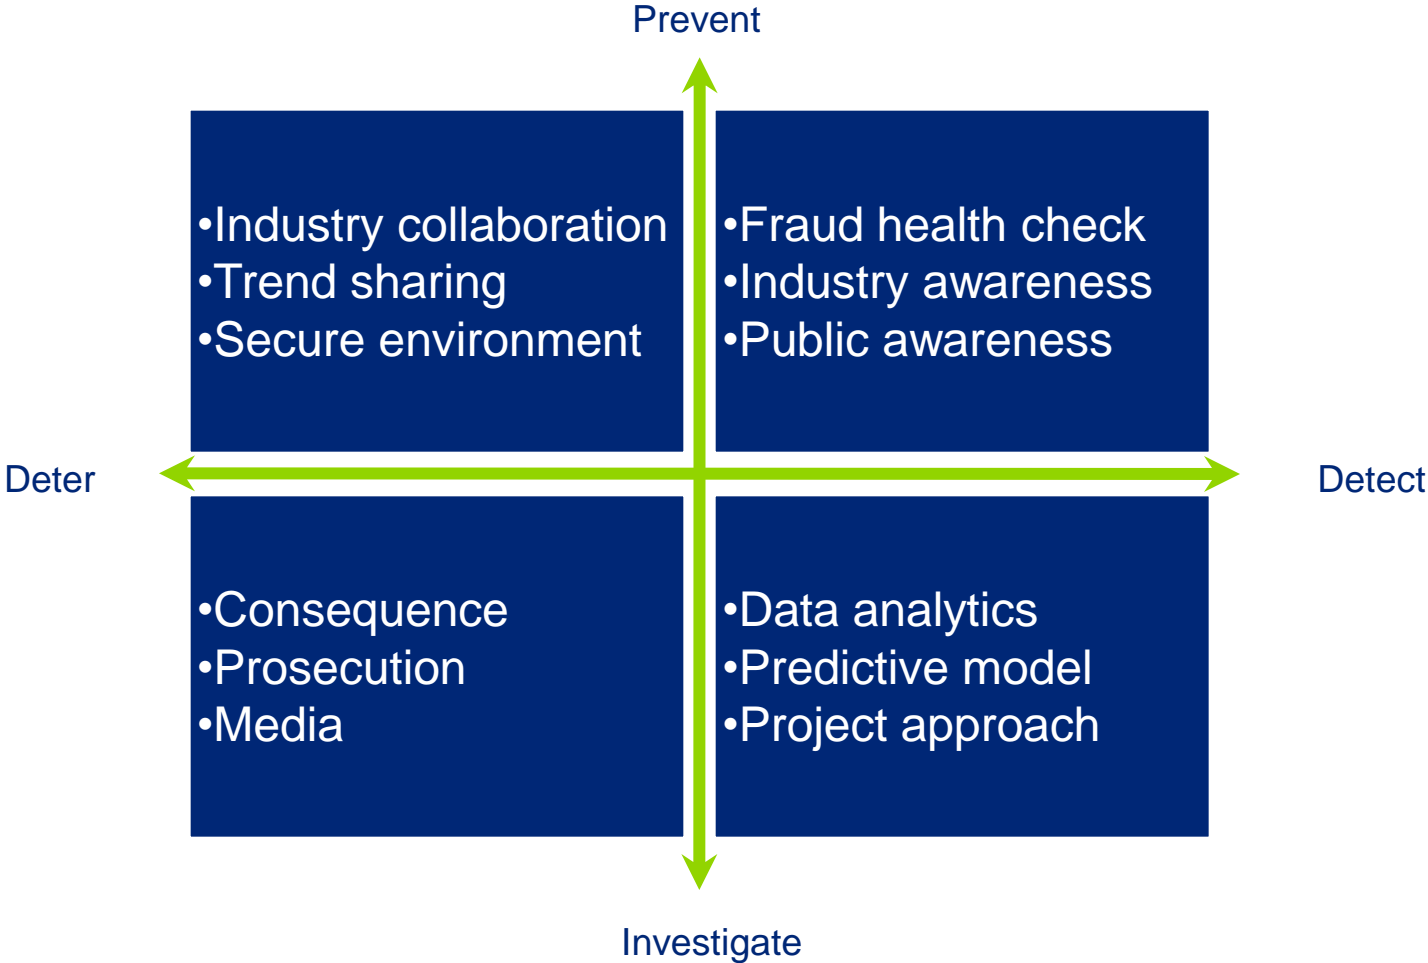 Prevent
•Industry collaboration
•Trend sharing
•Secure environment
•Fraud health check
•Industry awareness
•Public awareness
Deter
Detect
•Consequence
•Prosecution
•Media
•Data analytics
•Predictive model
•Project approach
Investigate